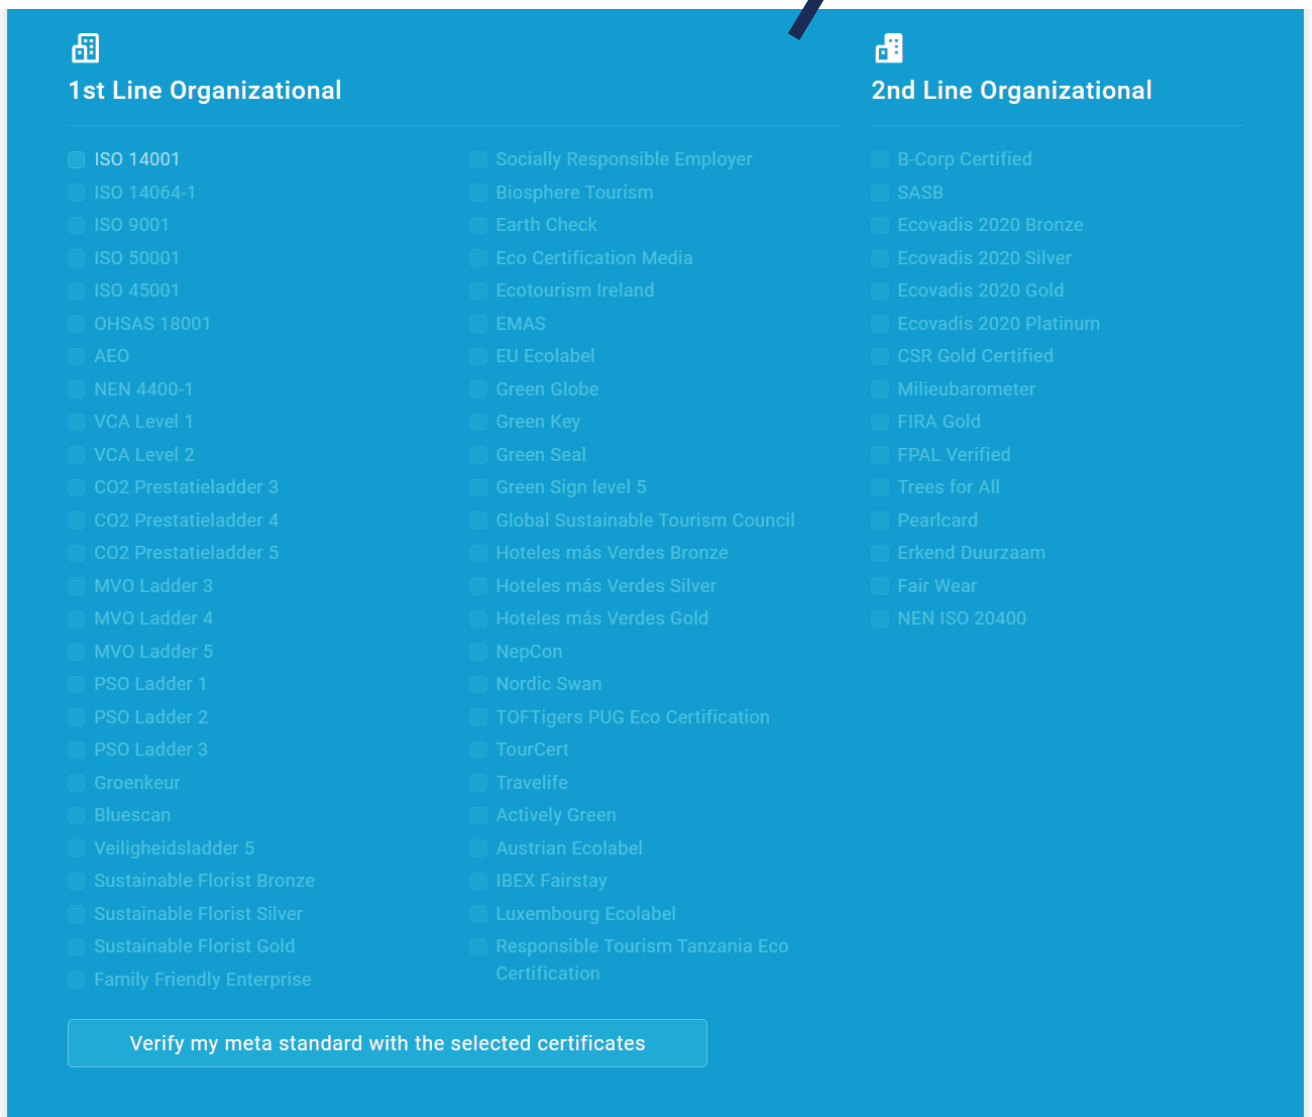 1st Line Organizational
ISO 14001
ISO 14064-1
ISO 9001
ISO 50001
ISO 45001
OHSAS 18001
AEO
NEN 4400-1
VCA Level 1
VCA Level 2
CO2 Prestatieladder 3
CO2 Prestatieladder 4
CO2 Prestatieladder 5
MVO Ladder 3
MVO Ladder 4
MVO Ladder 5
PSO Ladder 1
PSO Ladder 2
PSO Ladder 3
Groenkeur
Bluescan
Veiligheidsladder 5
Sustainable Florist Bronze
Sustainable Florist Silver
Sustainable Florist Gold
Family Friendly Enterprise
Socially Responsible Employer
Biosphere Tourism
Earth Check
Eco Certification Media
Ecotourism Ireland
EMAS
EU Ecolabel
Green Globe
Green Key
Green Seal
Green Sign level 5
Global Sustainable Tourism Council
Hoteles más Verdes Bronze
Hoteles más Verdes Silver
Hoteles más Verdes Gold
NepCon
Nordic Swan
TOFTigers PUG Eco Certification
TourCert
Travelife
Actively Green
Austrian Ecolabel
IBEX Fairstay
Luxembourg Ecolabel
Responsible Tourism Tanzania Eco
Certification
2nd Line Organizational
B-Corp Certified
SASB
Ecovadis 2020 Bronze
Ecovadis 2020 Silver
Ecovadis 2020 Gold
Ecovadis 2020 Platinum
CSR Gold Certified
Milieubarometer
FIRA Gold
FPAL Verified
Trees for All
Pearlcard
Erkend Duurzaam
Fair Wear
NEN ISO 20400
Verify my meta standard with the selected certificates